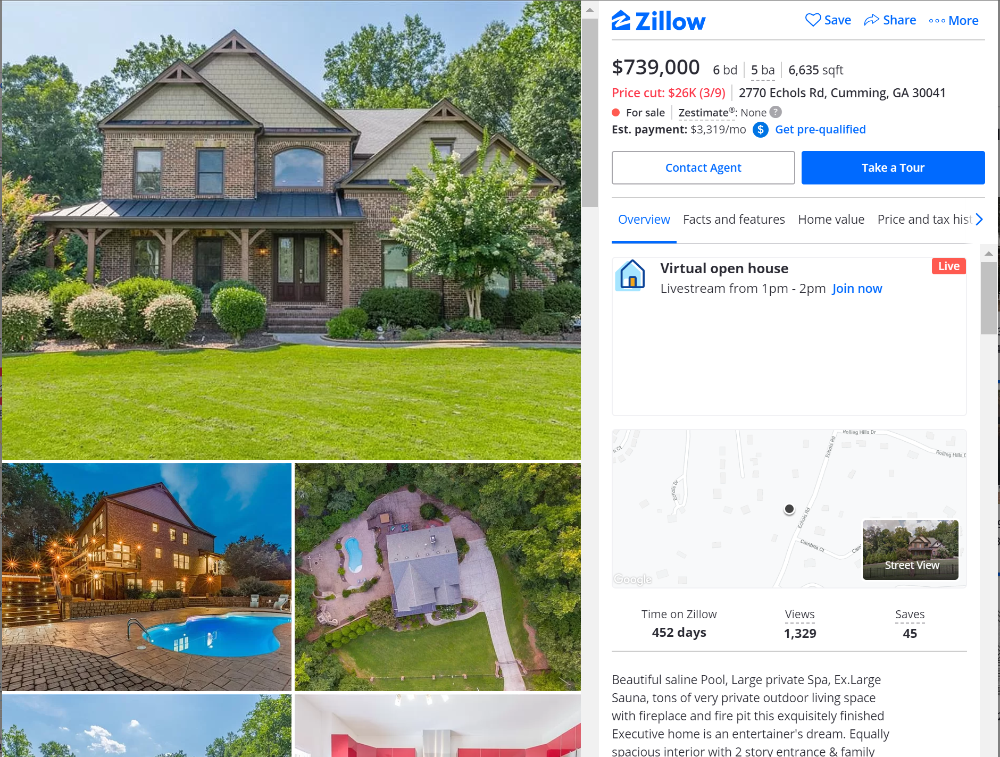 Zillow
Save
Share
More
$739,000 6 bd 5 ba 6,635 sqft
Price cut: $26K (3/9) 2770 Echols Rd, Cumming, GA 30041
For sale Zestimate®: None ?
Est. payment: $3,319/mo $ Get pre-qualified
Contact Agent
Take a Tour
Overview Facts and features Home value Price and tax hist
Virtual open house
Live
Livestream from 1pm - 2pm Join now
Rolling Hills Dr
Echols Rd
Rolling Hills D
n Ct
Echols Dr
Echols Rd
Cambria Ct
Cam
Street View
Google
Time on Zillow
452 days
Views
1,329
Saves
45
Beautiful saline Pool, Large private Spa, Ex.Large
Sauna, tons of very private outdoor living space
with fireplace and fire pit this exquisitely finished
Executive home is an entertainer's dream. Equally
spacious interior with 2 story entrance & family